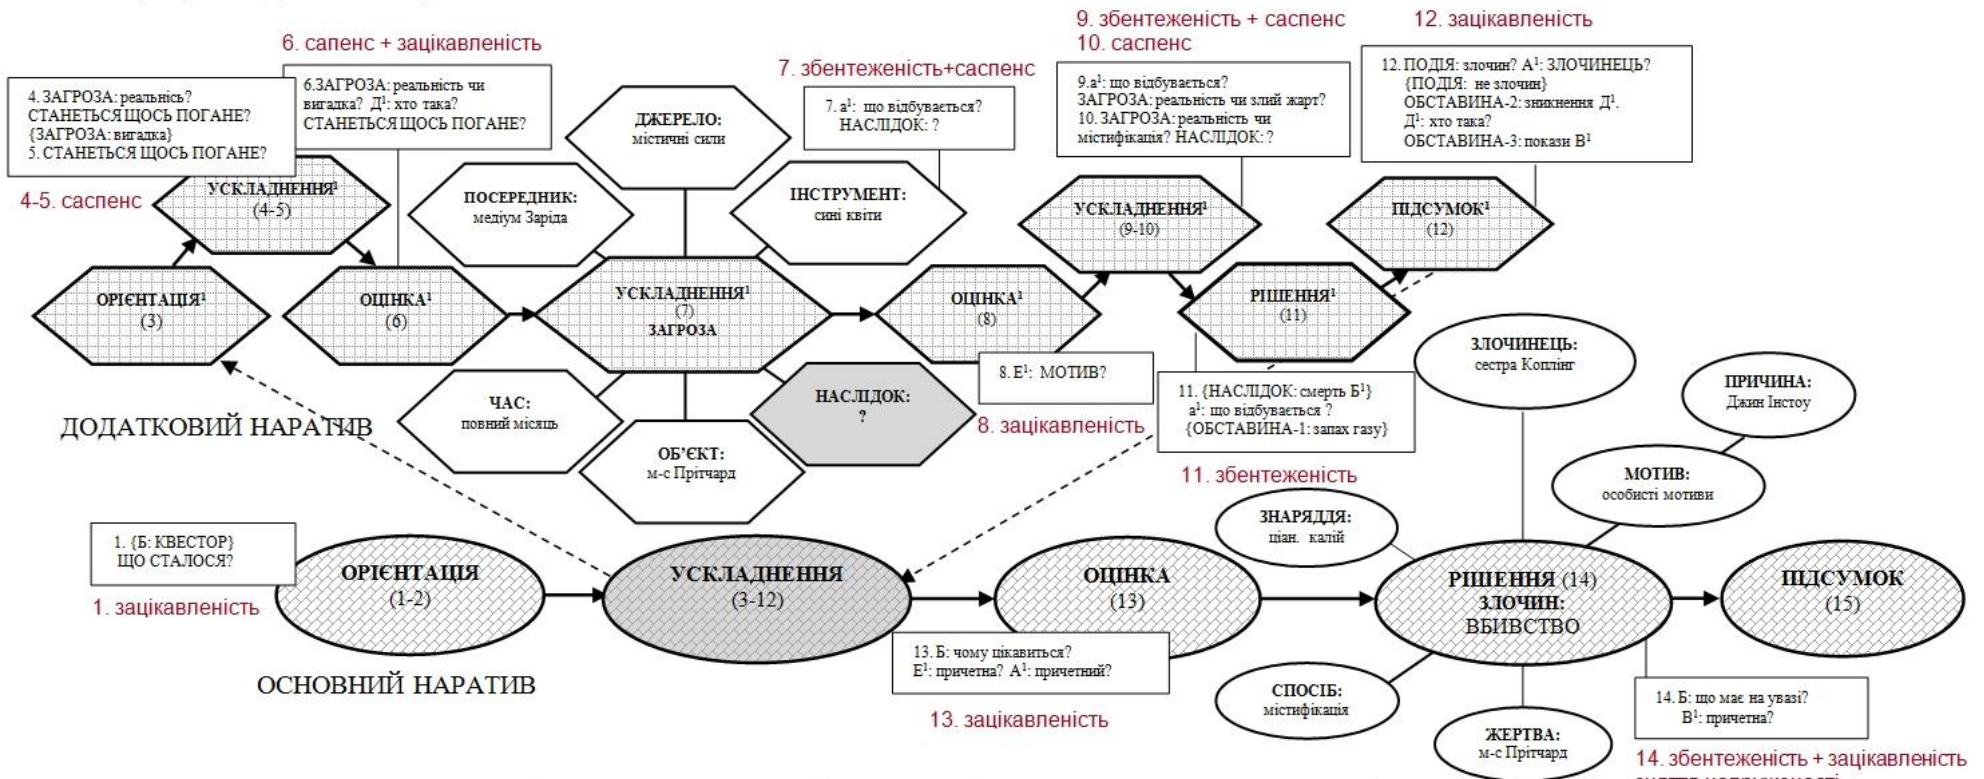 9. збентеженість + саспенс
10. саспенс
12. зацікавленість
6. сапенс + зацікавленість
7. збентеженість+саспенс
4. ЗАГРОЗА: реальнісь?
СТАНЕТЬСЯ ЩОСЬ ПОГАНЕ?
{ЗАГРОЗА: вигадка}
5. СТАНЕТЬСЯ ЩОСЬ ПОГАНЕ?
6.ЗАГРОЗА: реальність чи
вигадка? Д¹: хто така?
СТАНЕТЬСЯ ЩОСЬ ПОГАНЕ?
ДЖЕРЕЛО:
містичні сили
7. а¹: що відбувається?
НАСЛІДОК: ?
9.а¹: що відбувається?
ЗАГРОЗА: реальність чи злий жарт?
10. ЗАГРОЗА: реальність чи
містифікація? НАСЛІДОК: ?
12. ПОДІЯ: злочин? А¹: ЗЛОЧИНЕЦЬ?
{ПОДІЯ: не злочин}
ОБСТАВИНА-2: зникнення Д¹.
Д¹: хто така?
ОБСТАВИНА-3: покази В¹
4-5. саспенс
УСКЛАДНЕННЯ¹
(4-5)
ПОСЕРЕДНИК:
медіум Заріда
ІНСТРУМЕНТ:
сині квіти
УСКЛАДНЕННЯ¹
(9-10)
ПІДСУМОК¹
(12)
ОРІЄНТАЦІЯ¹
(3)
ОЦІНКА¹
(6)
УСКЛАДНЕННЯ¹
(7)
ЗАГРОЗА
ОЦІНКА¹
(8)
РІШЕННЯ¹
(11)
8. Е¹: МОТИВ?
8. зацікавленість
ЧАС:
повний місяць
ОБ’ЄКТ:
м-с Прітчард
НАСЛІДОК:
?
11. {НАСЛІДОК: смерть Б¹}
а¹: що відбувається ?
{ОБСТАВИНА-1: запах газу}
11. збентеженість
ЗЛОЧИНЕЦЬ:
сестра Коплінг
ПРИЧИНА:
Джин Інстоу
МОТИВ:
особисті мотиви
ДОДАТКОВИЙ НАРАТИВ
1. {Б: КВЕСТОР}
ЩО СТАЛОСЯ?
1. зацікавленість
ОРІЄНТАЦІЯ
(1-2)
УСКЛАДНЕННЯ
(3-12)
ОЦІНКА
(13)
ЗНАРЯДДЯ:
ціан. калій
РІШЕННЯ (14)
ЗЛОЧИН:
ВБИВСТВО
ПІДСУМОК
(15)
ОСНОВНИЙ НАРАТИВ
13. Б: чому цікавиться?
Е¹: причетна? А¹: причетний?
13. зацікавленість
СПОСІБ:
містифікація
ЖЕРТВА:
м-с Прітчард
14. Б: що має на увазі?
В¹: причетна?
14. збентеженість + зацікавленість